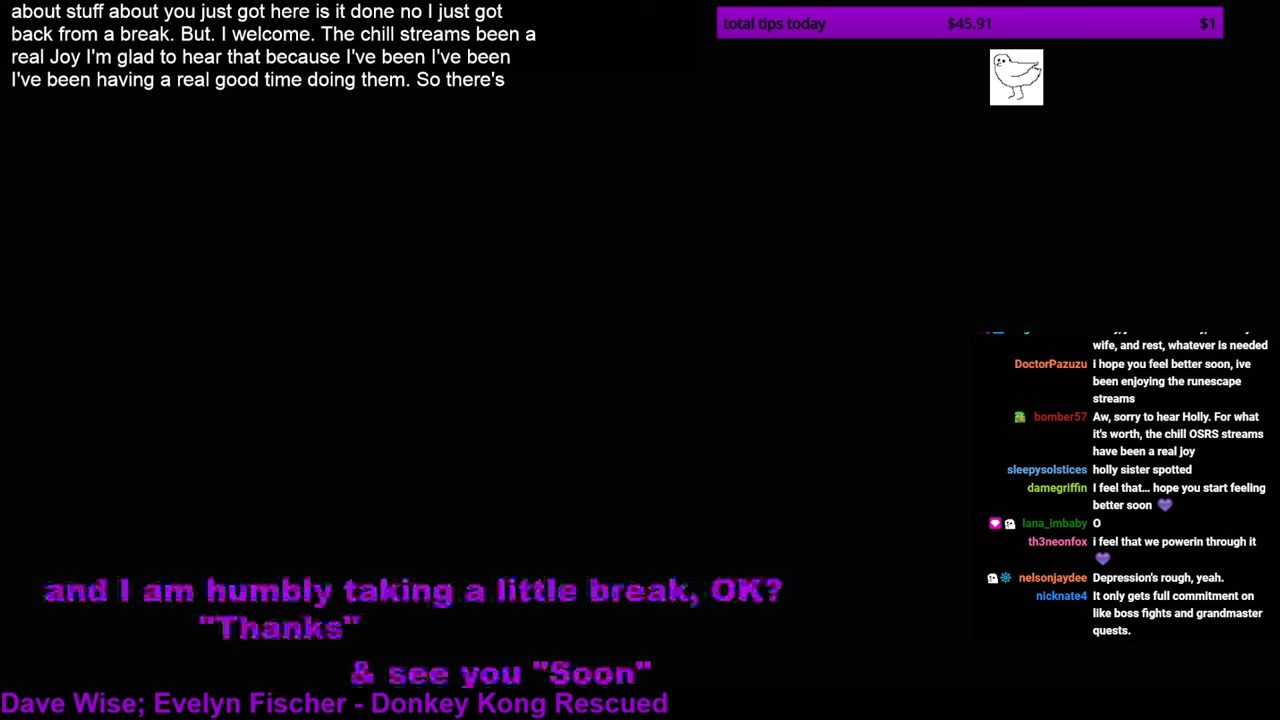 about stuff about you just got here is it done no I just got
back from a break. But. I welcome. The chill streams been a
real Joy I'm glad to hear that because I've been I've been
I've been having a real good time doing them. So there's
total tips today $45.91 $1
wife, and rest, whatever is needed
DoctorPazuzu i hope you feel better soon, ive
been enjoying the runescape
streams
bomber57 Aw, sorry to hear Holly. For what
it's worth, the chill OSRS streams
have been a real joy
sleepysolstices holly sister spotted
damegriffin I feel that... hope you start feeling
better soon
lana_imbaby O
th3neonfox i feel that we powerin through it
nelsonjaydee Depression's rough, yeah.
nicknate4 It only gets full commitment on
like boss fights and grandmaster
quests.
and I am humbly taking a little break, OK?
"Thanks"
& see you "Soon"
Dave Wise; Evelyn Fischer - Donkey Kong Rescued